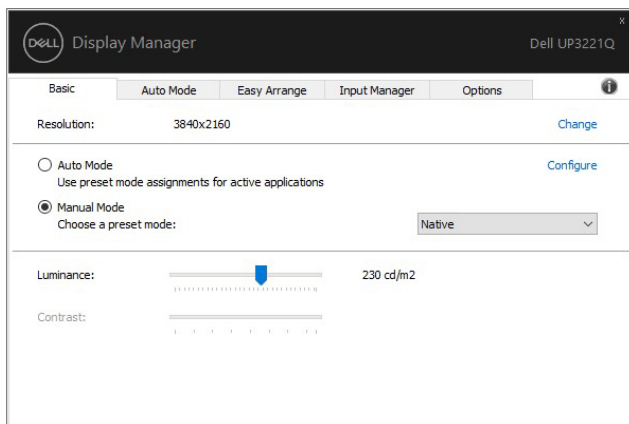 DELL Display Manager Dell UP3221Q
x
Basic Auto Mode Easy Arrange Input Manager Options i
Resolution: 3840x2160 Change
Auto Mode Configure
Use preset mode assignments for active applications
Manual Mode
Choose a preset mode: Native
Luminance: 230 cd/m2
Contrast: